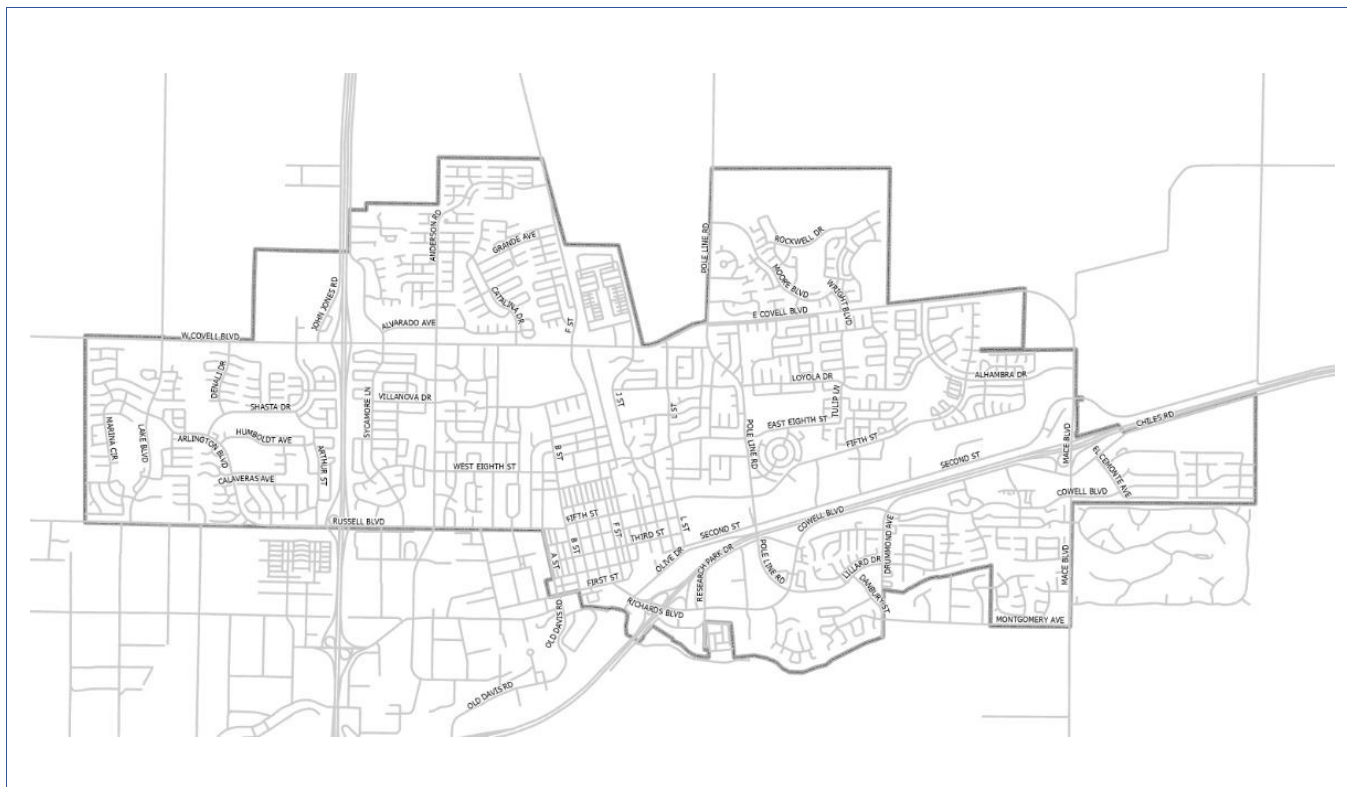 ANDERSON RD
GRANDE AVE
CATALINA DR
F ST
JOHN JONES RD
ALVARADO AVE
W COVELL BLVD
POLE LINE RD
ROCKWELL DR
MOORE BLVD
WRIGHT BLVD
E COVELL BLVD
DENALI DR
SHASTA DR
SYCAMORE LN
VILLANOVA DR
J ST
L ST
LOYOLA DR
TULIP LN
ALHAMBRA DR
MARINA CIR
LAKE BLVD
ARLINGTON BLVD
HUMBOLDT AVE
ARTHUR ST
CALAVERAS AVE
WEST EIGHTH ST
B ST
POLE LINE RD
EAST EIGHTH ST
FIFTH ST
SECOND ST
MACE BLVD
CHILES RD
EL CEMONTE AVE
COWELL BLVD
RUSSELL BLVD
FIFTH ST
A ST
B ST
F ST
THIRD ST
L ST
SECOND ST
COWELL BLVD
OLIVE DR
FIRST ST
RESEARCH PARK DR
POLE LINE RD
LILLARD DR
DRUMMOND AVE
DANBURY ST
MACE BLVD
RICHARDS BLVD
OLD DAVIS RD
MONTGOMERY AVE
OLD DAVIS RD